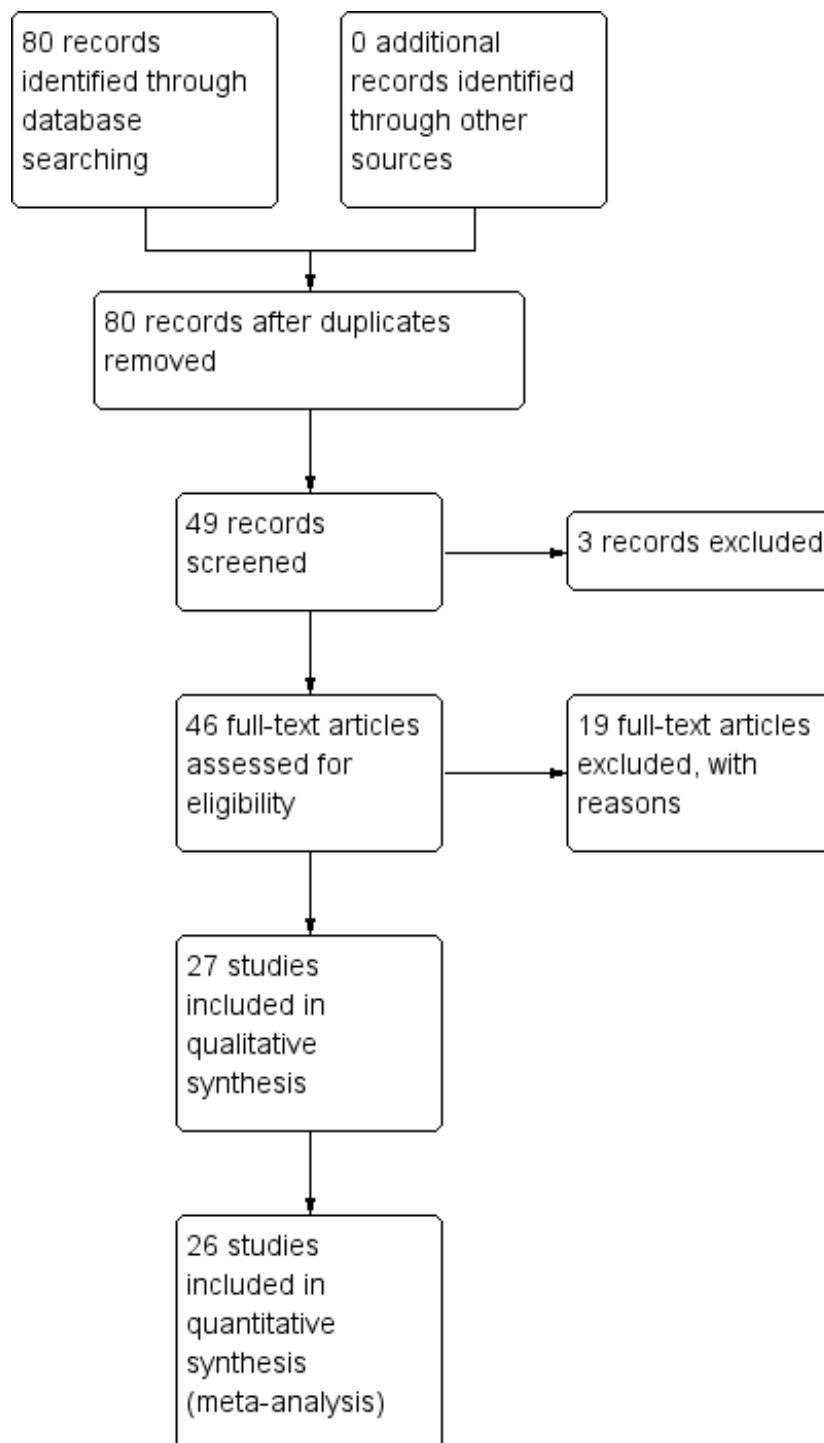 80 records
identified through
database
searching
0 additional
records identified
through other
sources
80 records after duplicates
removed
49 records
screened
3 records excluded
46 full-text articles
assessed for
eligibility
19 full-text articles
excluded, with
reasons
27 studies
included in
qualitative
synthesis
26 studies
included in
quantitative
synthesis
(meta-analysis)